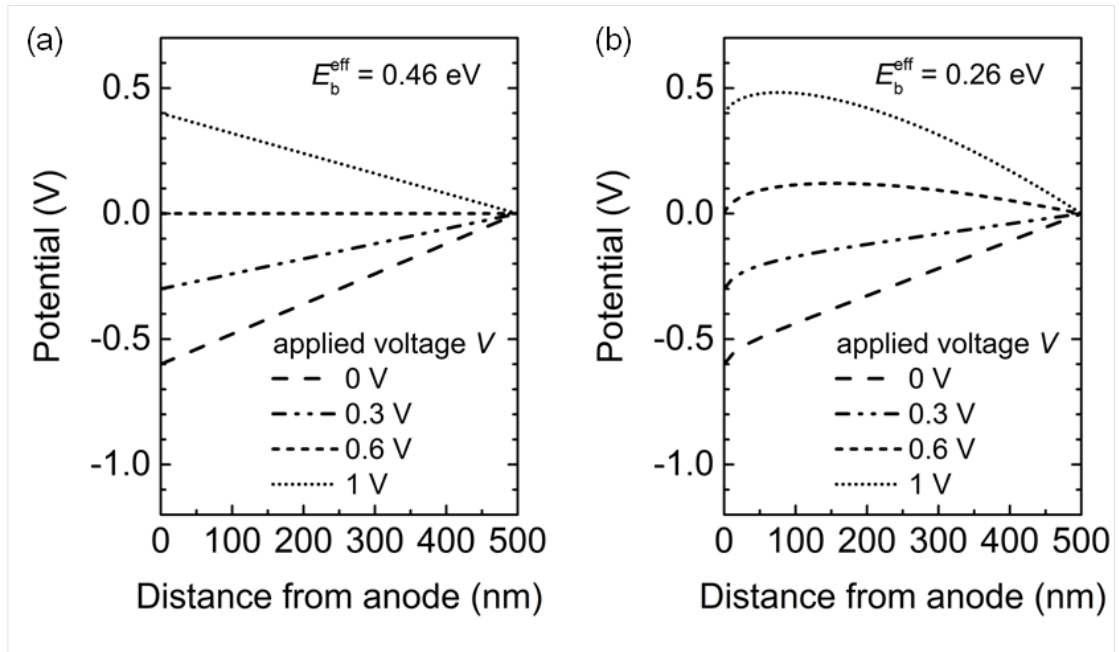 (a)
E_b^eff = 0.46 eV
Potential (V)
0.5
0.0
-0.5
-1.0
applied voltage V
0 V
0.3 V
0.6 V
1 V
0 100 200 300 400 500
Distance from anode (nm)
(b)
E_b^eff = 0.26 eV
Potential (V)
0.5
0.0
-0.5
-1.0
applied voltage V
0 V
0.3 V
0.6 V
1 V
0 100 200 300 400 500
Distance from anode (nm)